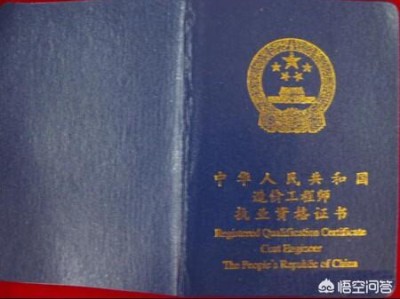 中华人民共和国
造价工程师
执业资格证书
Registered Qualification Certificate
Cost Engineer
The People's Republic of China
悟空问答